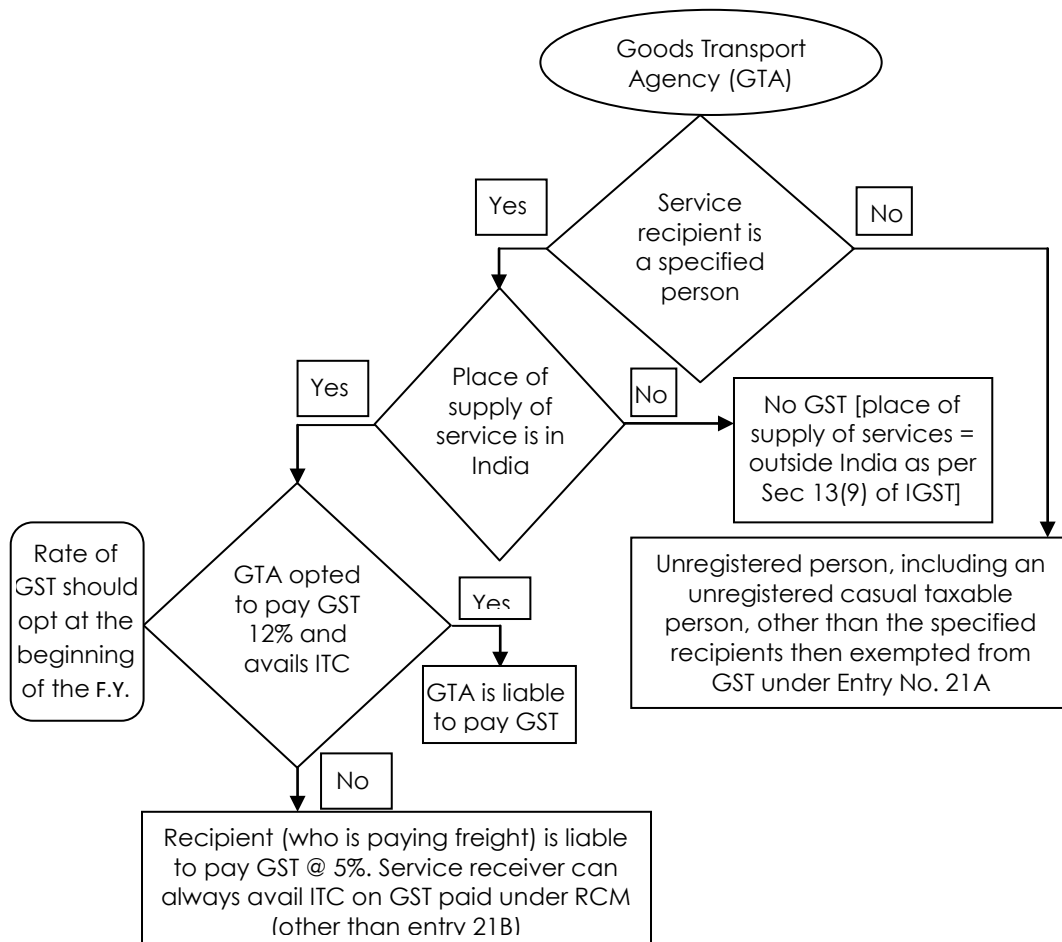 Goods Transport
Agency (GTA)
Yes
Service
recipient is
a specified
person
No
Yes
Place of
supply of
service is in
India
No
No GST [place of
supply of services =
outside India as per
Sec 13(9) of IGST]
Rate of
GST should
opt at the
beginning
of the F.Y.
GTA opted
to pay GST
12% and
avails ITC
Yes
GTA is liable
to pay GST
Unregistered person, including an
unregistered casual taxable
person, other than the specified
recipients then exempted from
GST under Entry No. 21A
No
Recipient (who is paying freight) is liable
to pay GST @ 5%. Service receiver can
always avail ITC on GST paid under RCM
(other than entry 21B)